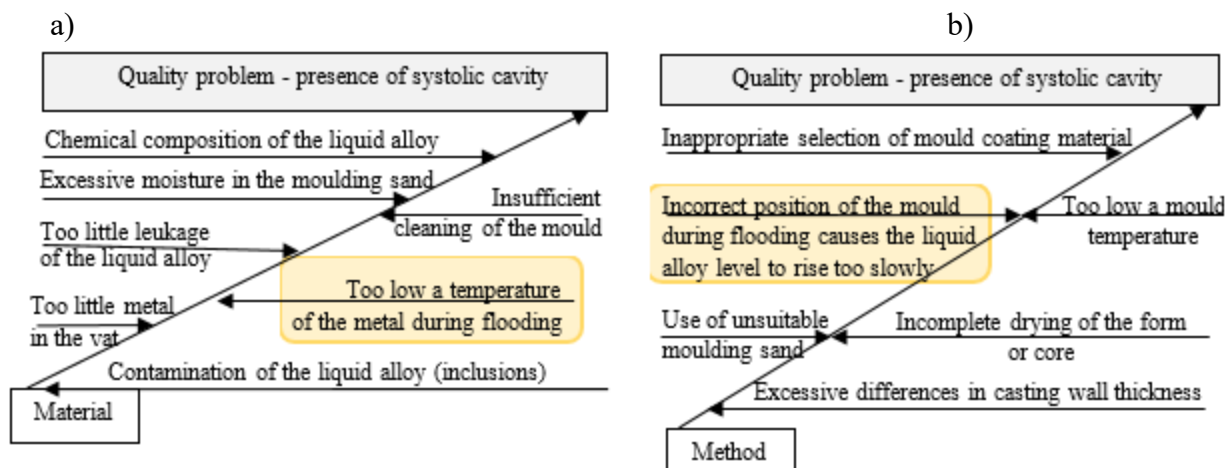 a)
Quality problem - presence of systolic cavity
Chemical composition of the liquid alloy
Excessive moisture in the moulding sand
Insufficient
cleaning of the mould
Too little leakage
of the liquid alloy
Too low a temperature
of the metal during flooding
Too little metal
in the vat
Contamination of the liquid alloy (inclusions)
Material
b)
Quality problem - presence of systolic cavity
Inappropriate selection of mould coating material
Incorrect position of the mould
during flooding causes the liquid
alloy level to rise too slowly
Too low a mould
temperature
Use of unsuitable
moulding sand
Incomplete drying of the form
or core
Excessive differences in casting wall thickness
Method